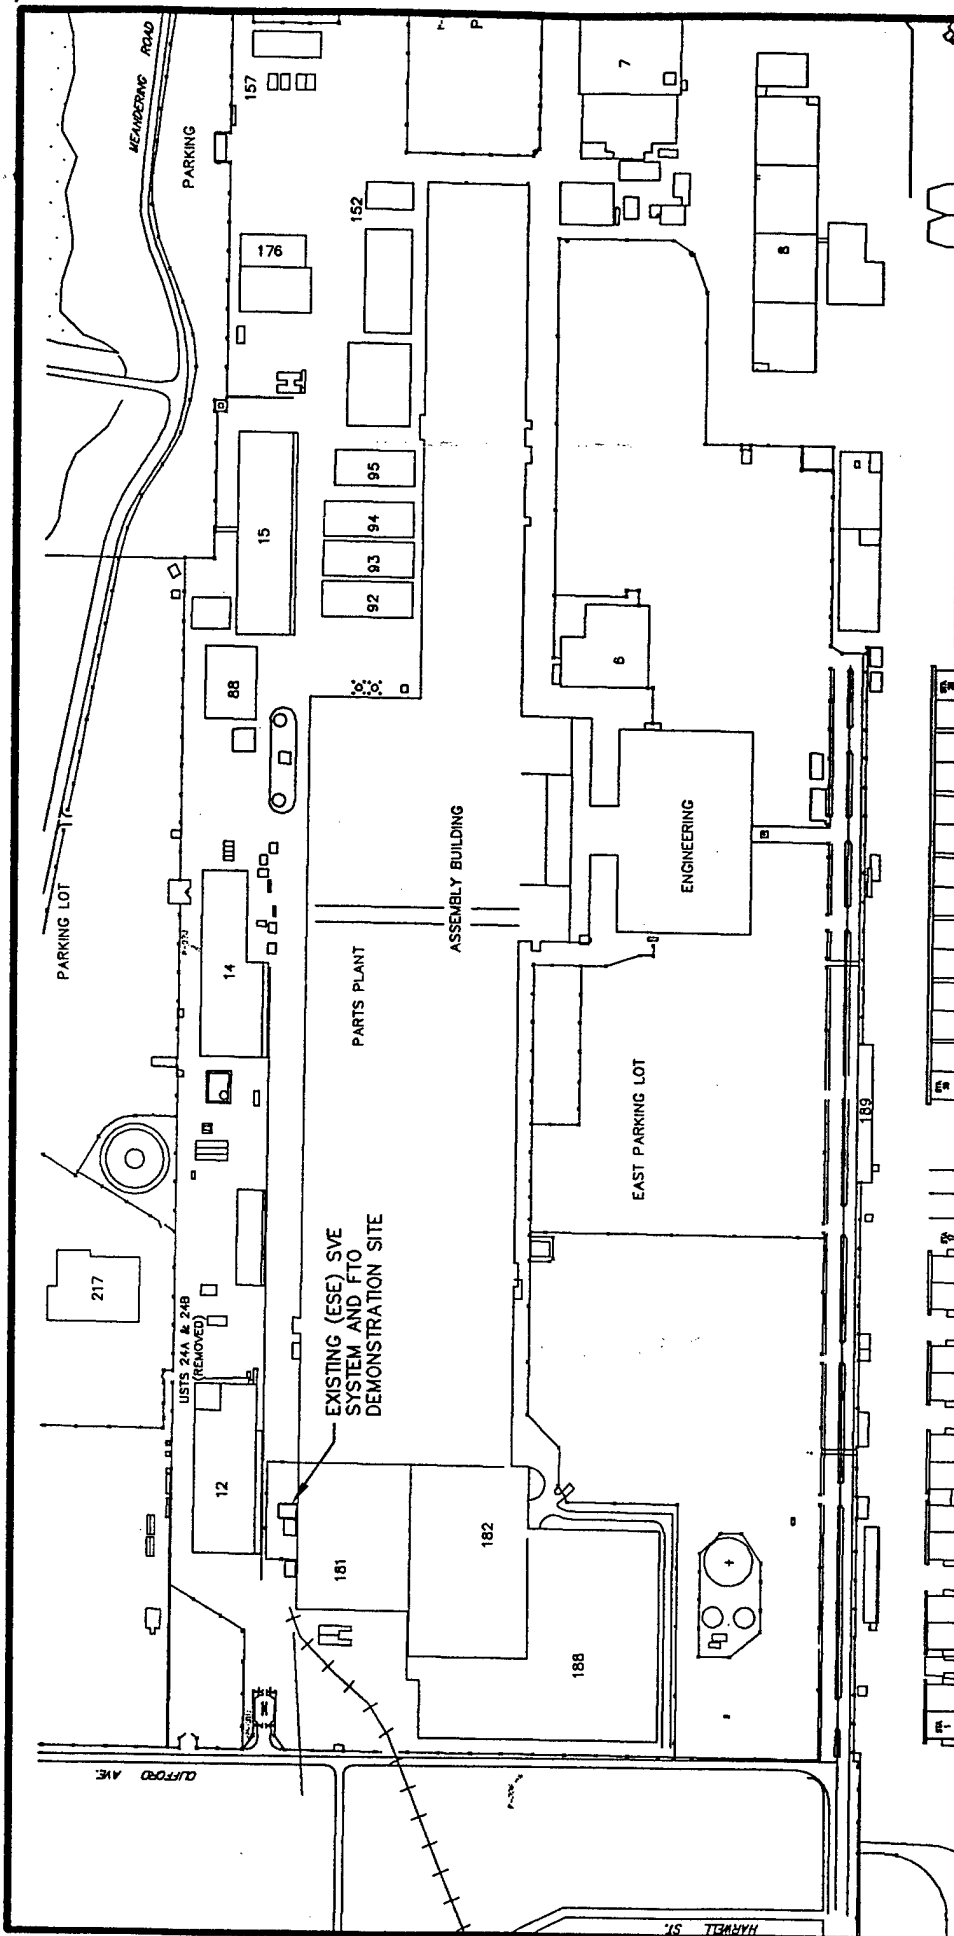 MEANDERING ROAD
PARKING
157
7
P
152
176
8
95
94
93
92
15
6
88
PARKING LOT
ASSEMBLY BUILDING
ENGINEERING
14
PARTS PLANT
EAST PARKING LOT
189
217
USTS 24A & 24B
(REMOVED)
EXISTING (ESE) SVE
SYSTEM AND FTO
DEMONSTRATION SITE
12
181
182
188
STA
1
CLIFFORD AVE.
HARWELL ST.